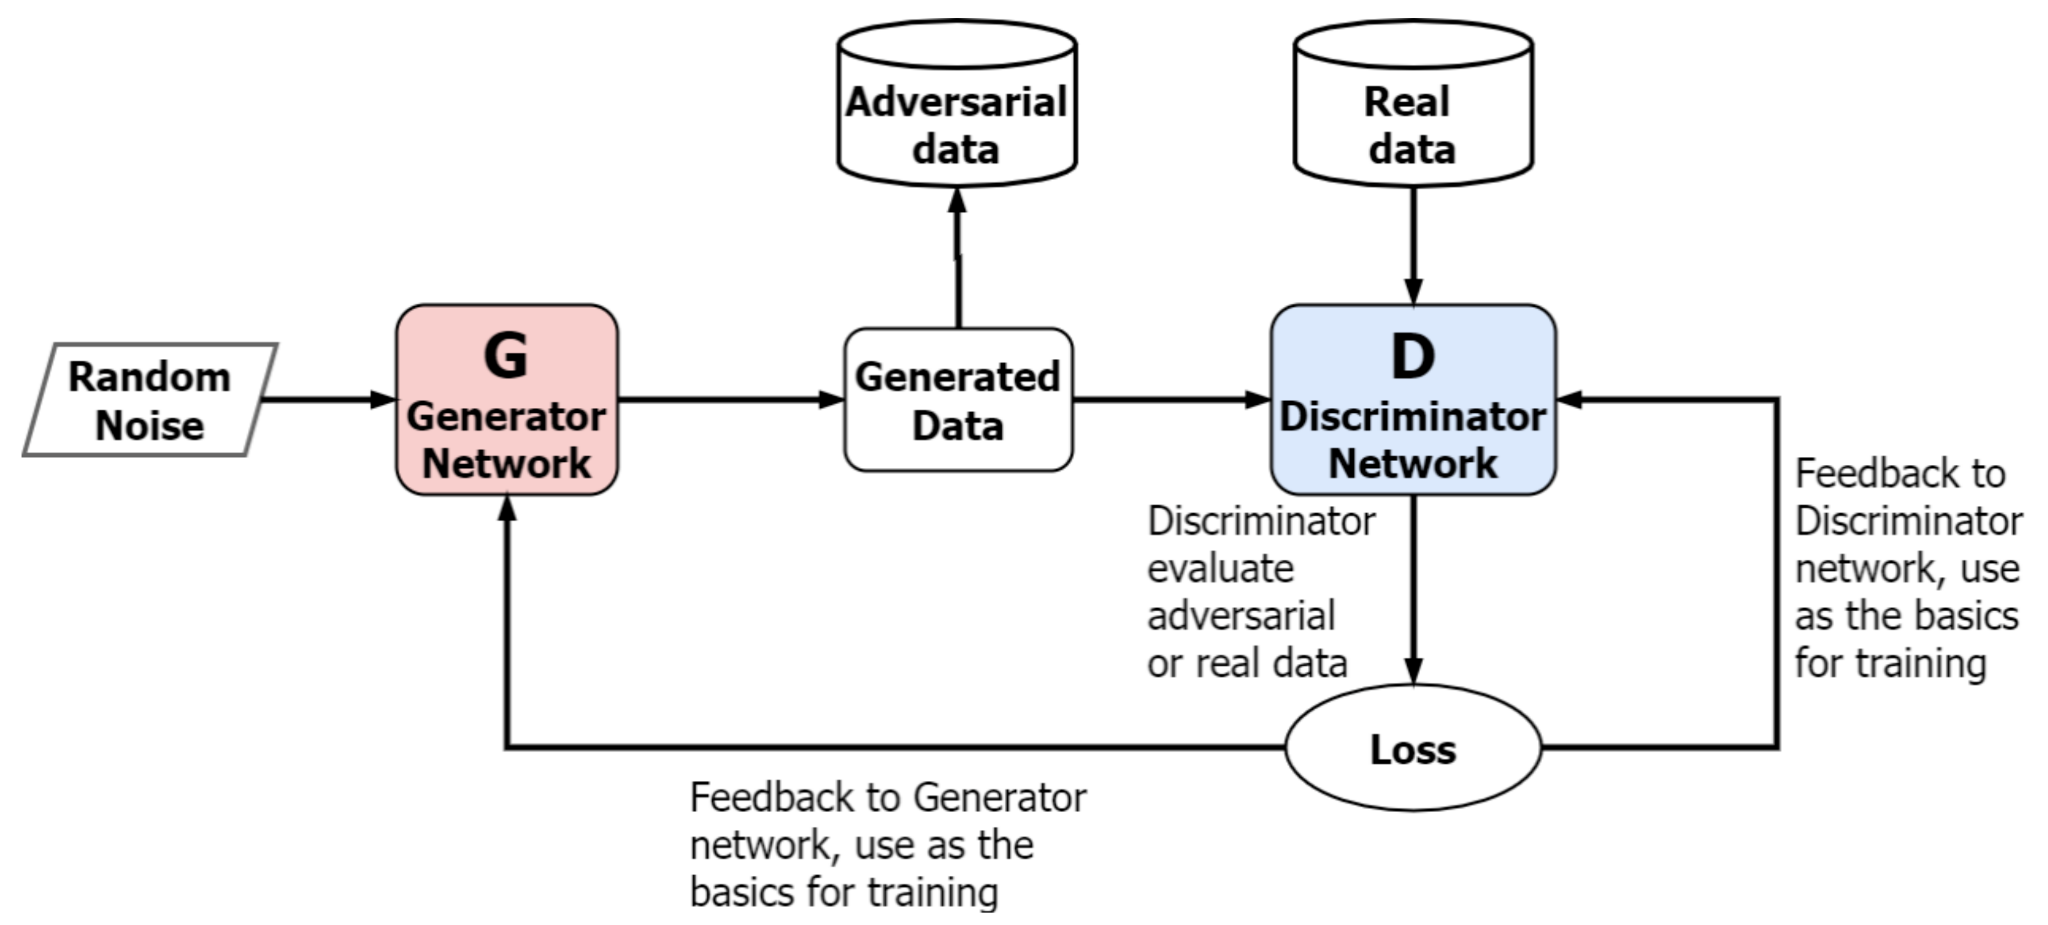 Adversarial
data
Real
data
Random
Noise
G
Generator
Network
Generated
Data
D
Discriminator
Network
Discriminator
evaluate
adversarial
or real data
Feedback to
Discriminator
network, use
as the basics
for training
Loss
Feedback to Generator
network, use as the
basics for training